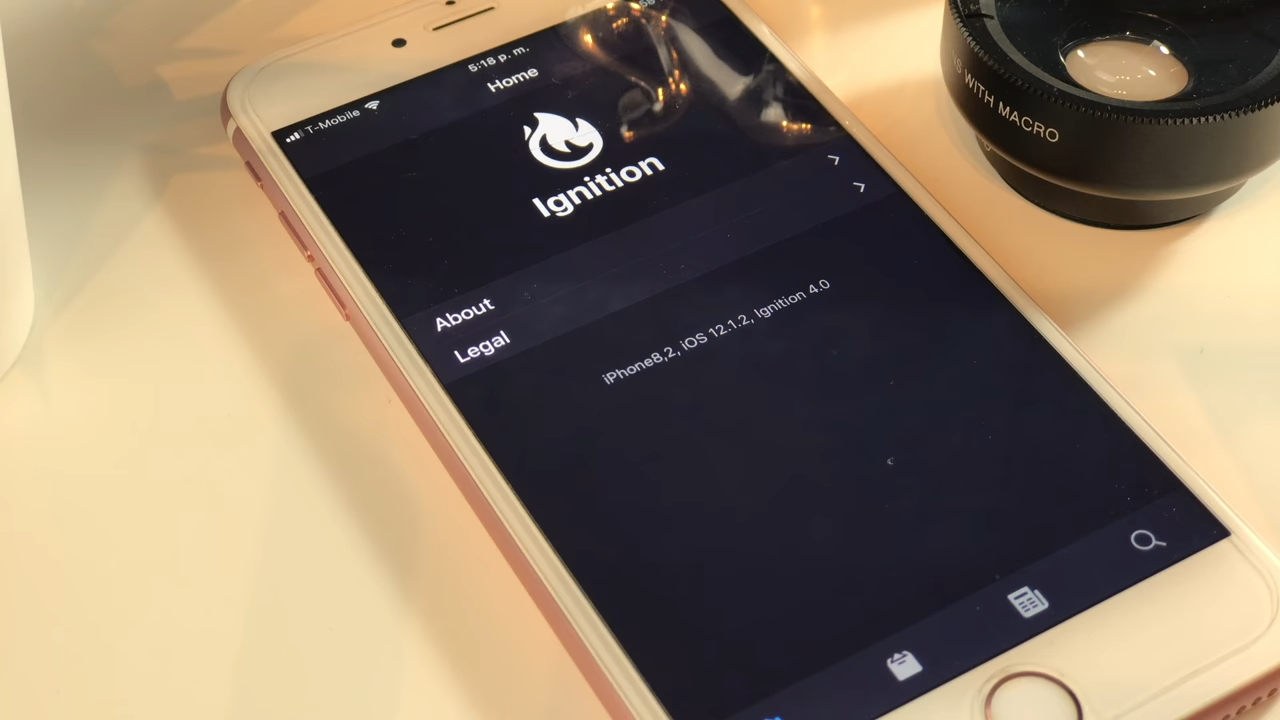 T-Mobile
5:18 p. m.
Home
Ignition
About
Legal
iPhone8,2, iOS 12.1.2, Ignition 4.0
WITH MACRO